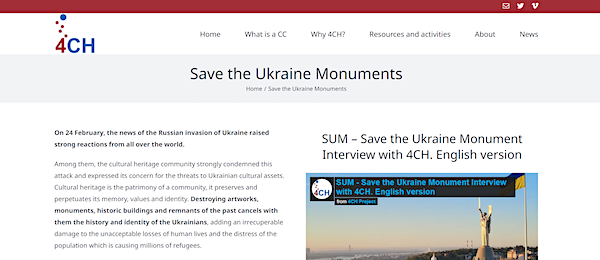 4CH
Home
What is a CC
Why 4CH?
Resources and activities
About
News
Save the Ukraine Monuments
Home / Save the Ukraine Monuments
On 24 February, the news of the Russian invasion of Ukraine raised
strong reactions from all over the world.
Among them, the cultural heritage community strongly condemned this
attack and expressed its concern for the threats to Ukrainian cultural assets.
Cultural heritage is the patrimony of a community, it preserves and
perpetuates its memory, values and identity. Destroying artworks,
monuments, historic buildings and remnants of the past cancels with
them the history and identity of the Ukrainians, adding an irrecuperable
damage to the unacceptable losses of human lives and the distress of the
population which is causing millions of refugees.
SUM – Save the Ukraine Monument
Interview with 4CH. English version
4CH
SUM - Save the Ukraine Monument Interview
with 4CH. English version
from 4CH Project